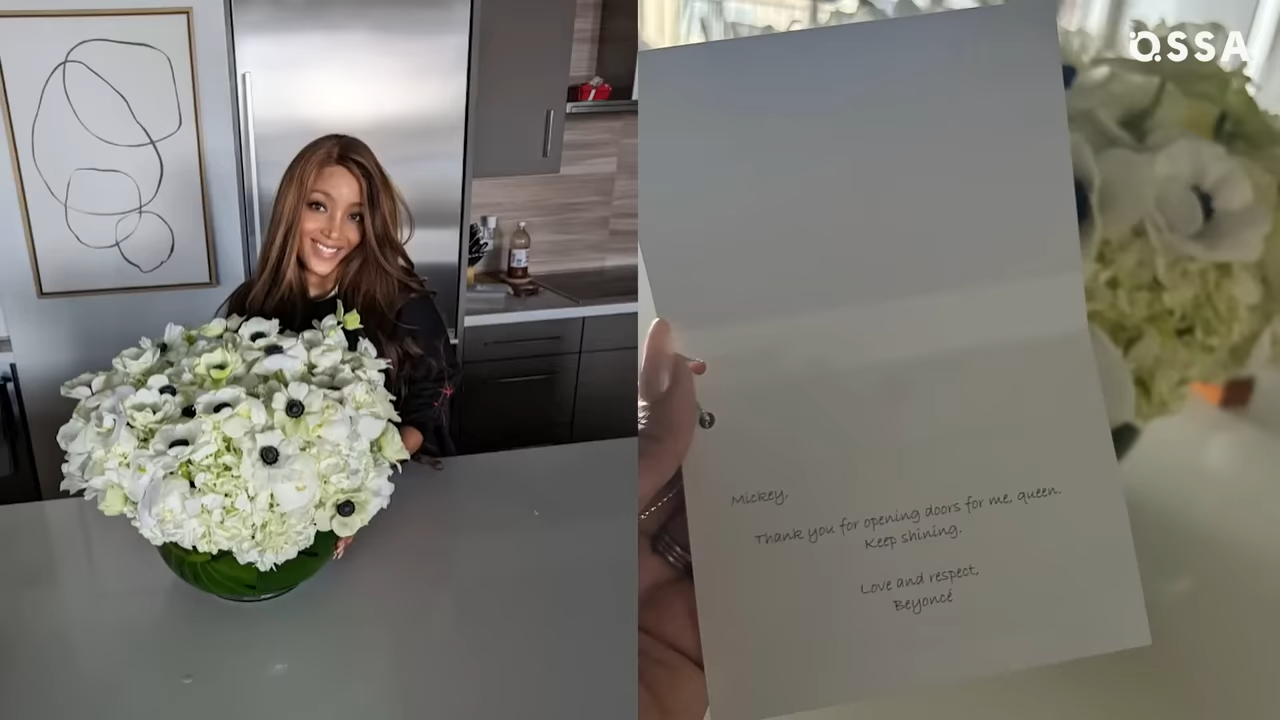 OSSA
Mickey,
Thank you for opening doors for me, queen.
Keep shining.
Love and respect,
Beyoncé